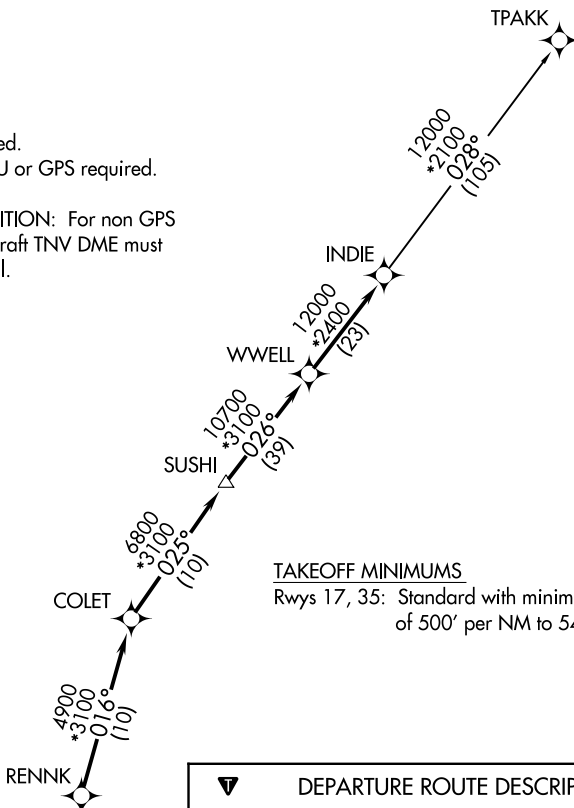 TPAKK
ed.
U or GPS required.
ITION: For non GPS
raft TNV DME must
l.
12000
*2100
028°
(105)
INDIE
12000
*2400
(23)
WWELL
10700
*3100
026°
(39)
SUSHI
6800
*3100
025°
(10)
COLET
TAKEOFF MINIMUMS
Rwys 17, 35: Standard with minim
of 500' per NM to 54
4900
*3100
016°
(10)
RENNK
T DEPARTURE ROUTE DESCRIP